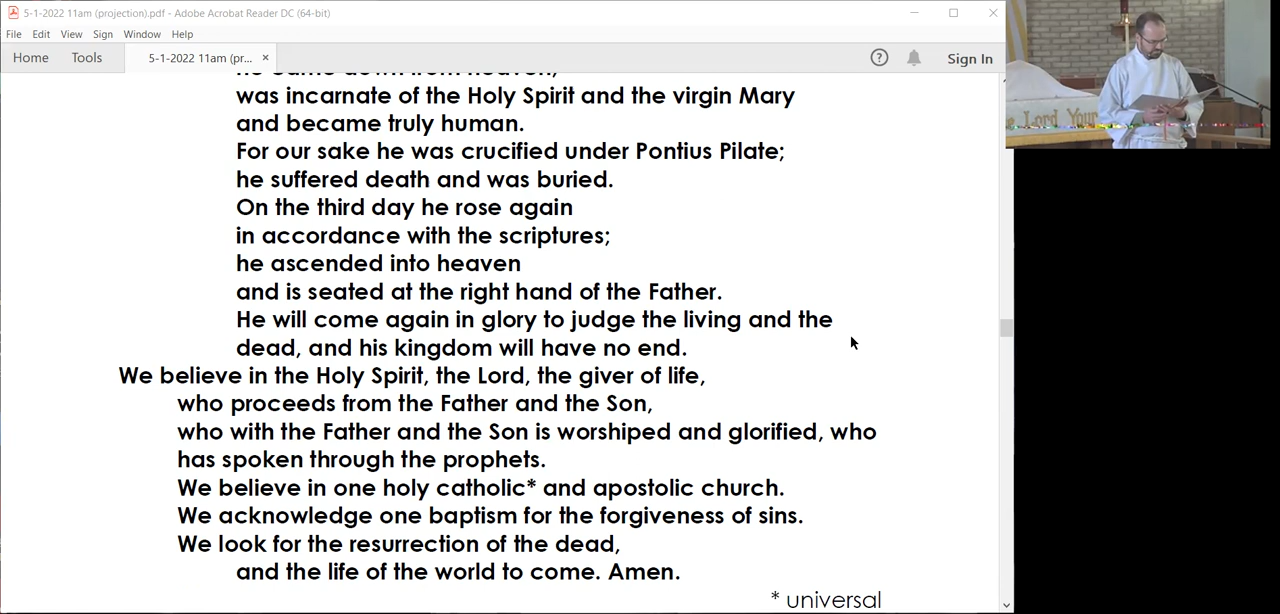 5-1-2022 11am (projection).pdf - Adobe Acrobat Reader DC (64-bit)
File Edit View Sign Window Help
Home Tools 5-1-2022 11am (pr... × Sign In
he came down from heaven,
was incarnate of the Holy Spirit and the virgin Mary
and became truly human.
For our sake he was crucified under Pontius Pilate;
he suffered death and was buried.
On the third day he rose again
in accordance with the scriptures;
he ascended into heaven
and is seated at the right hand of the Father.
He will come again in glory to judge the living and the
dead, and his kingdom will have no end.
We believe in the Holy Spirit, the Lord, the giver of life,
who proceeds from the Father and the Son,
who with the Father and the Son is worshiped and glorified, who
has spoken through the prophets.
We believe in one holy catholic* and apostolic church.
We acknowledge one baptism for the forgiveness of sins.
We look for the resurrection of the dead,
and the life of the world to come. Amen.
* universal
Lord Your